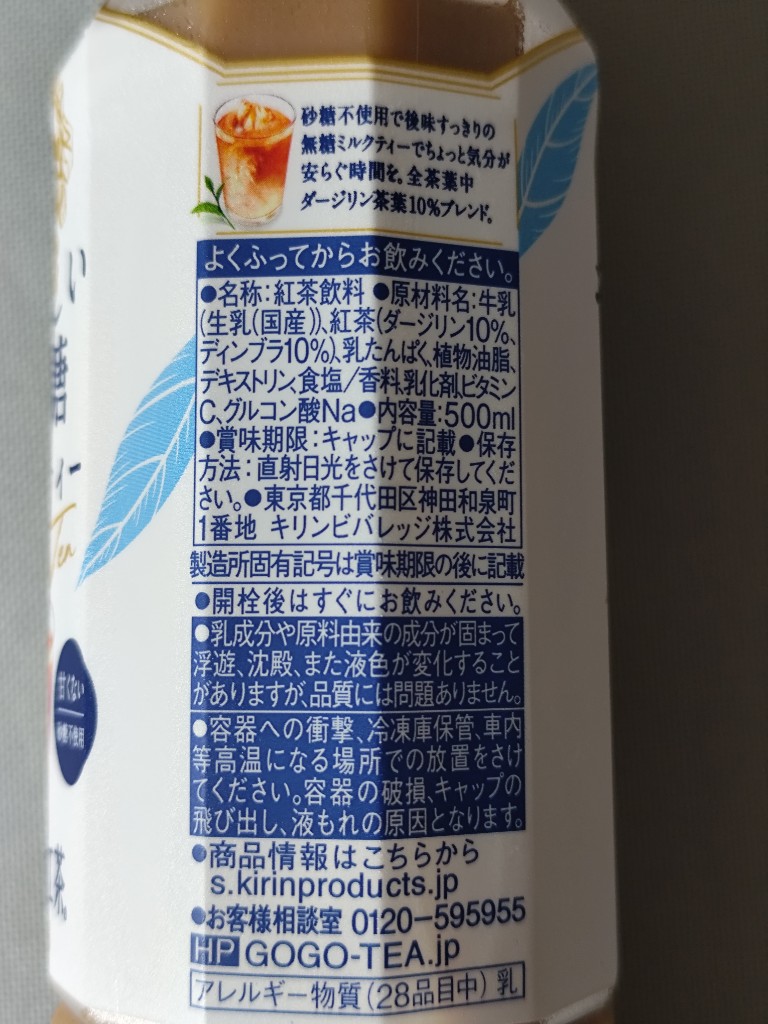 砂糖不使用で後味すっきりの
無糖ミルクティーでちょっと気分が
安らぐ時間を。全茶葉中
ダージリン茶葉10%ブレンド。
よくふってからお飲みください。
●名称:紅茶飲料 ●原材料名:牛乳
(生乳(国産))、紅茶(ダージリン10%、
ディンブラ10%)、乳たんぱく、植物油脂、
デキストリン、食塩/香料、乳化剤、ビタミン
C、グルコン酸Na●内容量:500ml
●賞味期限:キャップに記載●保存
方法:直射日光をさけて保存してくだ
さい。●東京都千代田区神田和泉町
1番地 キリンビバレッジ株式会社
製造所固有記号は賞味期限の後に記載
●開栓後はすぐにお飲みください。
●乳成分や原料由来の成分が固まって
浮遊、沈殿、また液色が変化すること
がありますが、品質には問題ありません。
●容器への衝撃、冷凍庫保管、車内
等高温になる場所での放置をさけ
てください。容器の破損、キャップの
飛び出し、液もれの原因となります。
●商品情報はこちらから
s.kirinproducts.jp
●お客様相談室 0120-595955
HP GOGO-TEA.jp
アレルギー物質(28品目中) 乳
い
糖
ィー
Tea
甘くない
砂糖不使用
茶